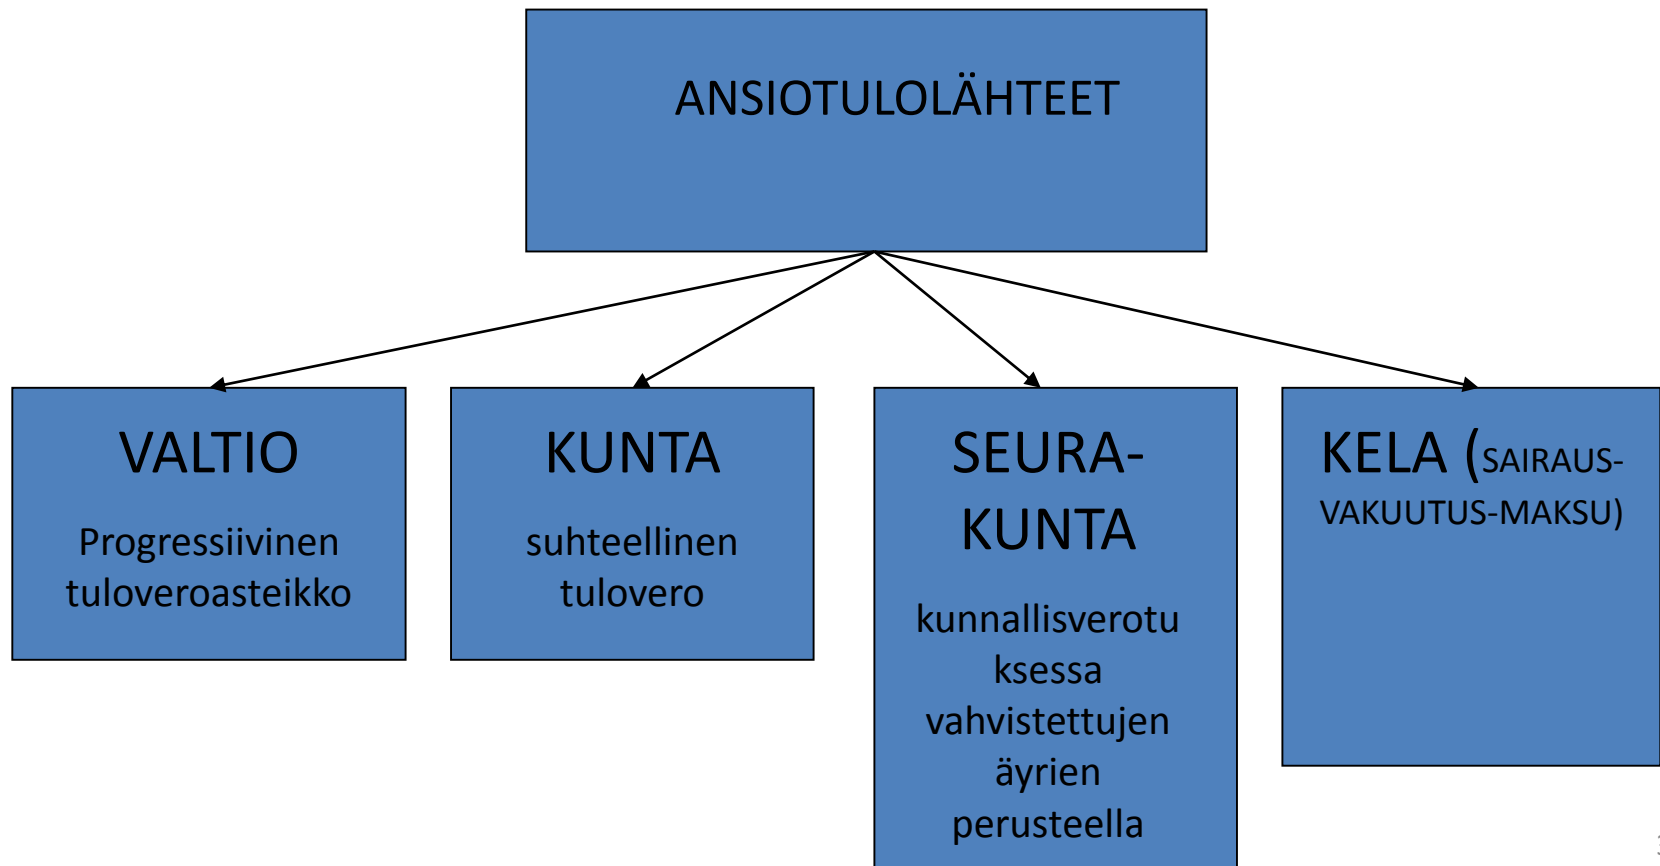 ANSIOTULOLÄHTEET
VALTIO
Progressiivinen
tuloveroasteikko
KUNTA
suhteellinen
tulovero
SEURA-
KUNTA
kunnallisverotu
ksessa
vahvistettujen
äyrien
perusteella
KELA (SAIRAUS-
VAKUUTUS-MAKSU)